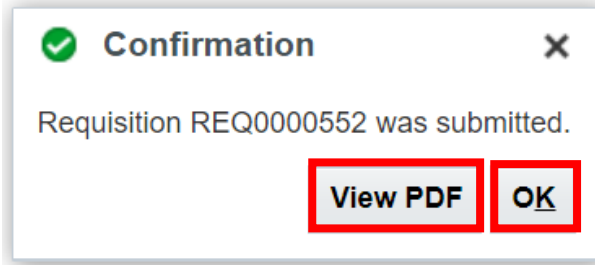 Confirmation
Requisition REQ0000552 was submitted.
View PDF OK